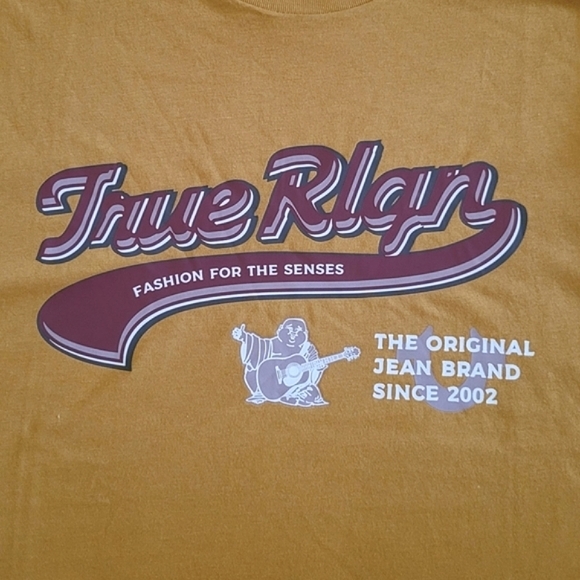 True Rlgn
FASHION FOR THE SENSES
THE ORIGINAL
JEAN BRAND
SINCE 2002